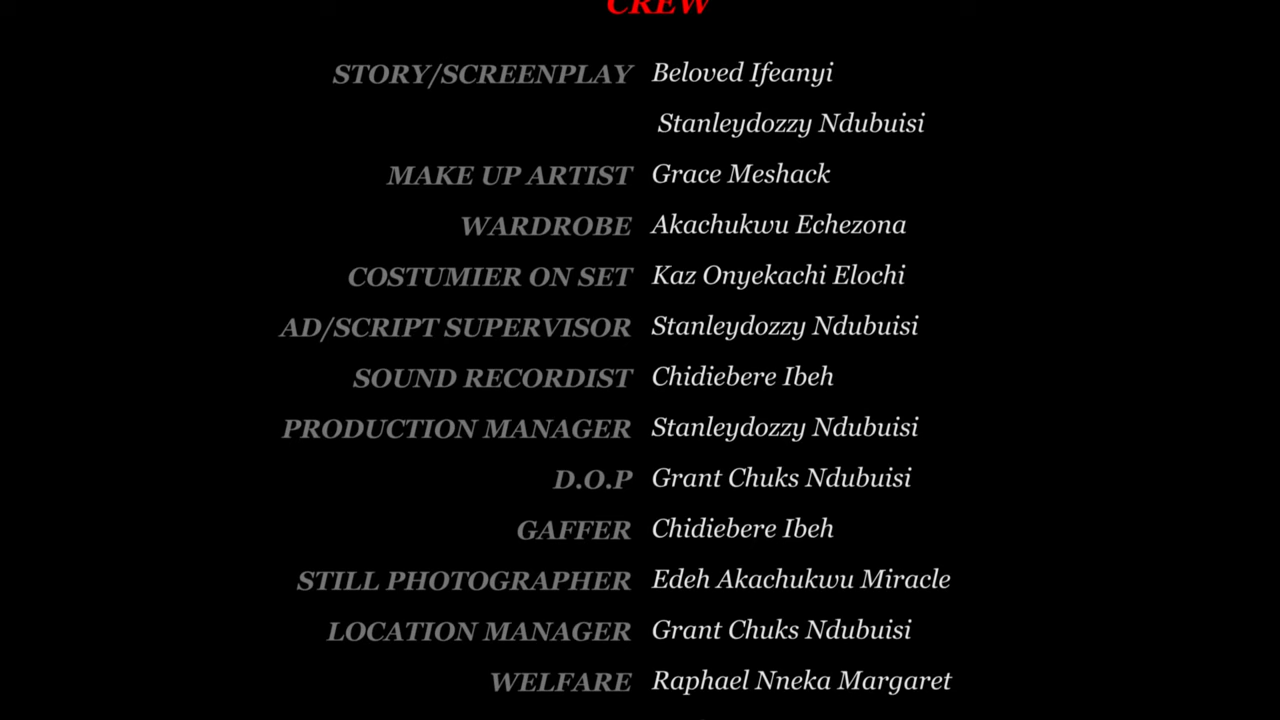 CREW
STORY/SCREENPLAY Beloved Ifeanyi
Stanleydozzy Ndubuisi
MAKE UP ARTIST Grace Meshack
WARDROBE Akachukwu Echezona
COSTUMIER ON SET Kaz Onyekachi Elochi
AD/SCRIPT SUPERVISOR Stanleydozzy Ndubuisi
SOUND RECORDIST Chidiebere Ibeh
PRODUCTION MANAGER Stanleydozzy Ndubuisi
D.O.P Grant Chuks Ndubuisi
GAFFER Chidiebere Ibeh
STILL PHOTOGRAPHER Edeh Akachukwu Miracle
LOCATION MANAGER Grant Chuks Ndubuisi
WELFARE Raphael Nneka Margaret